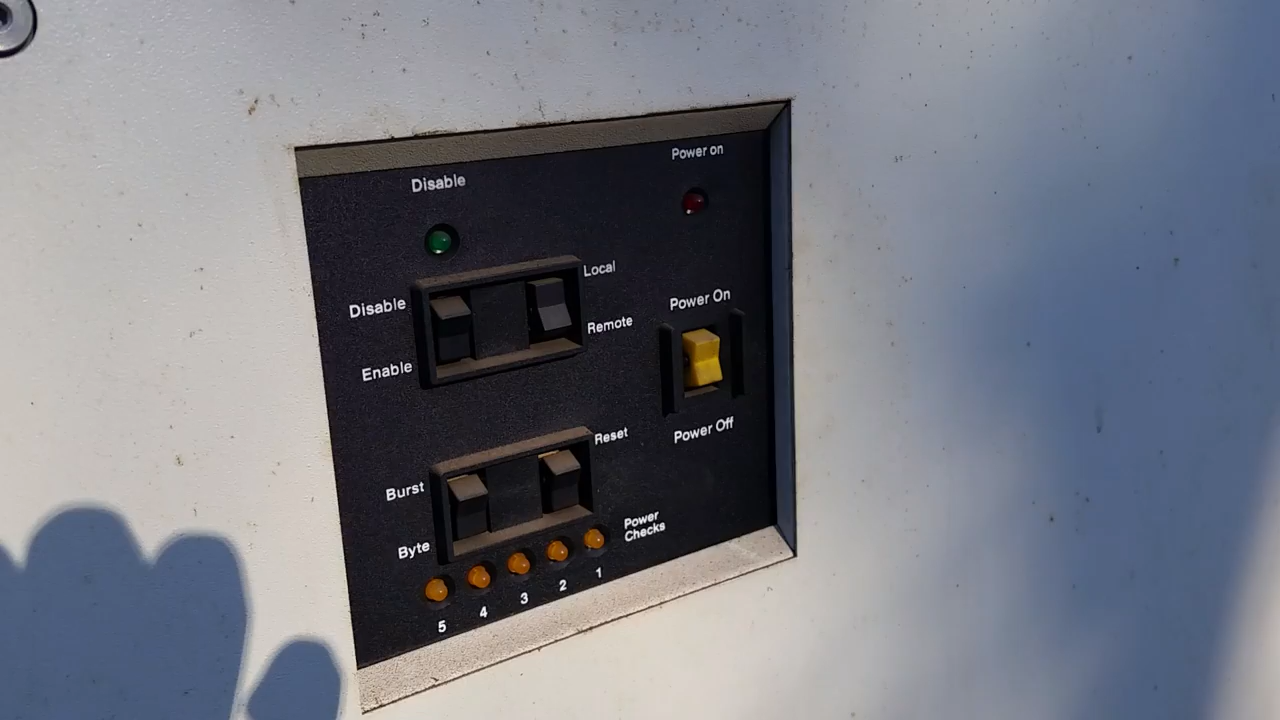 Disable
Power on
Disable
Local
Enable
Remote
Power On
Power Off
Burst
Reset
Byte
Power
Checks
5 4 3 2 1